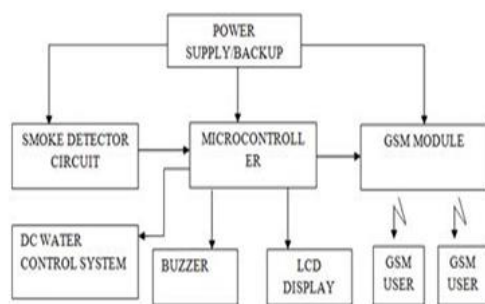 POWER
SUPPLY/BACKUP
SMOKE DETECTOR
CIRCUIT
MICROCONTROLL
ER
GSM MODULE
DC WATER
CONTROL SYSTEM
BUZZER
LCD
DISPLAY
GSM
USER
GSM
USER